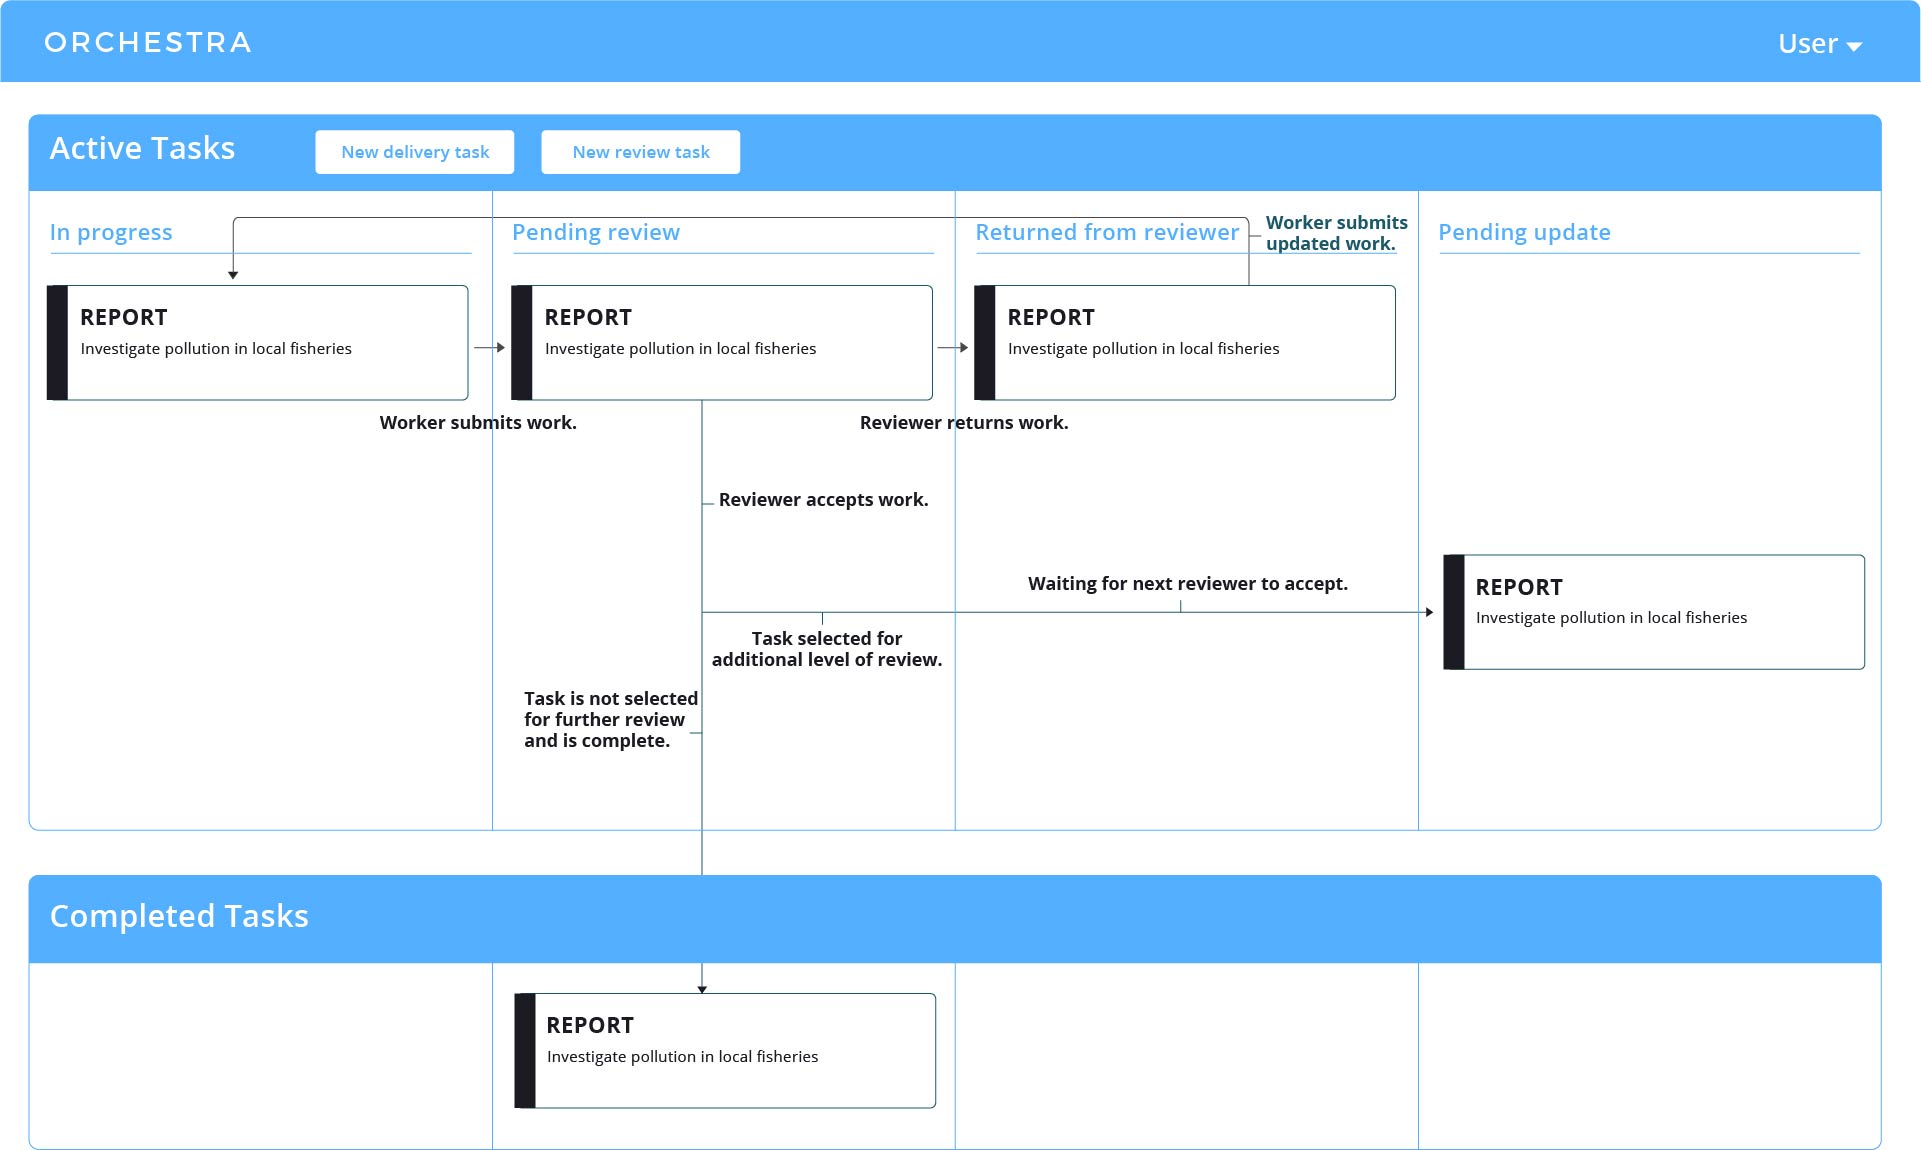 ORCHESTRA
User
Active Tasks
New delivery task
New review task
In progress
Pending review
Returned from reviewer
Worker submits
updated work.
Pending update
REPORT
Investigate pollution in local fisheries
REPORT
Investigate pollution in local fisheries
REPORT
Investigate pollution in local fisheries
Worker submits work.
Reviewer returns work.
Reviewer accepts work.
Waiting for next reviewer to accept.
REPORT
Investigate pollution in local fisheries
Task selected for
additional level of review.
Task is not selected
for further review
and is complete.
Completed Tasks
REPORT
Investigate pollution in local fisheries